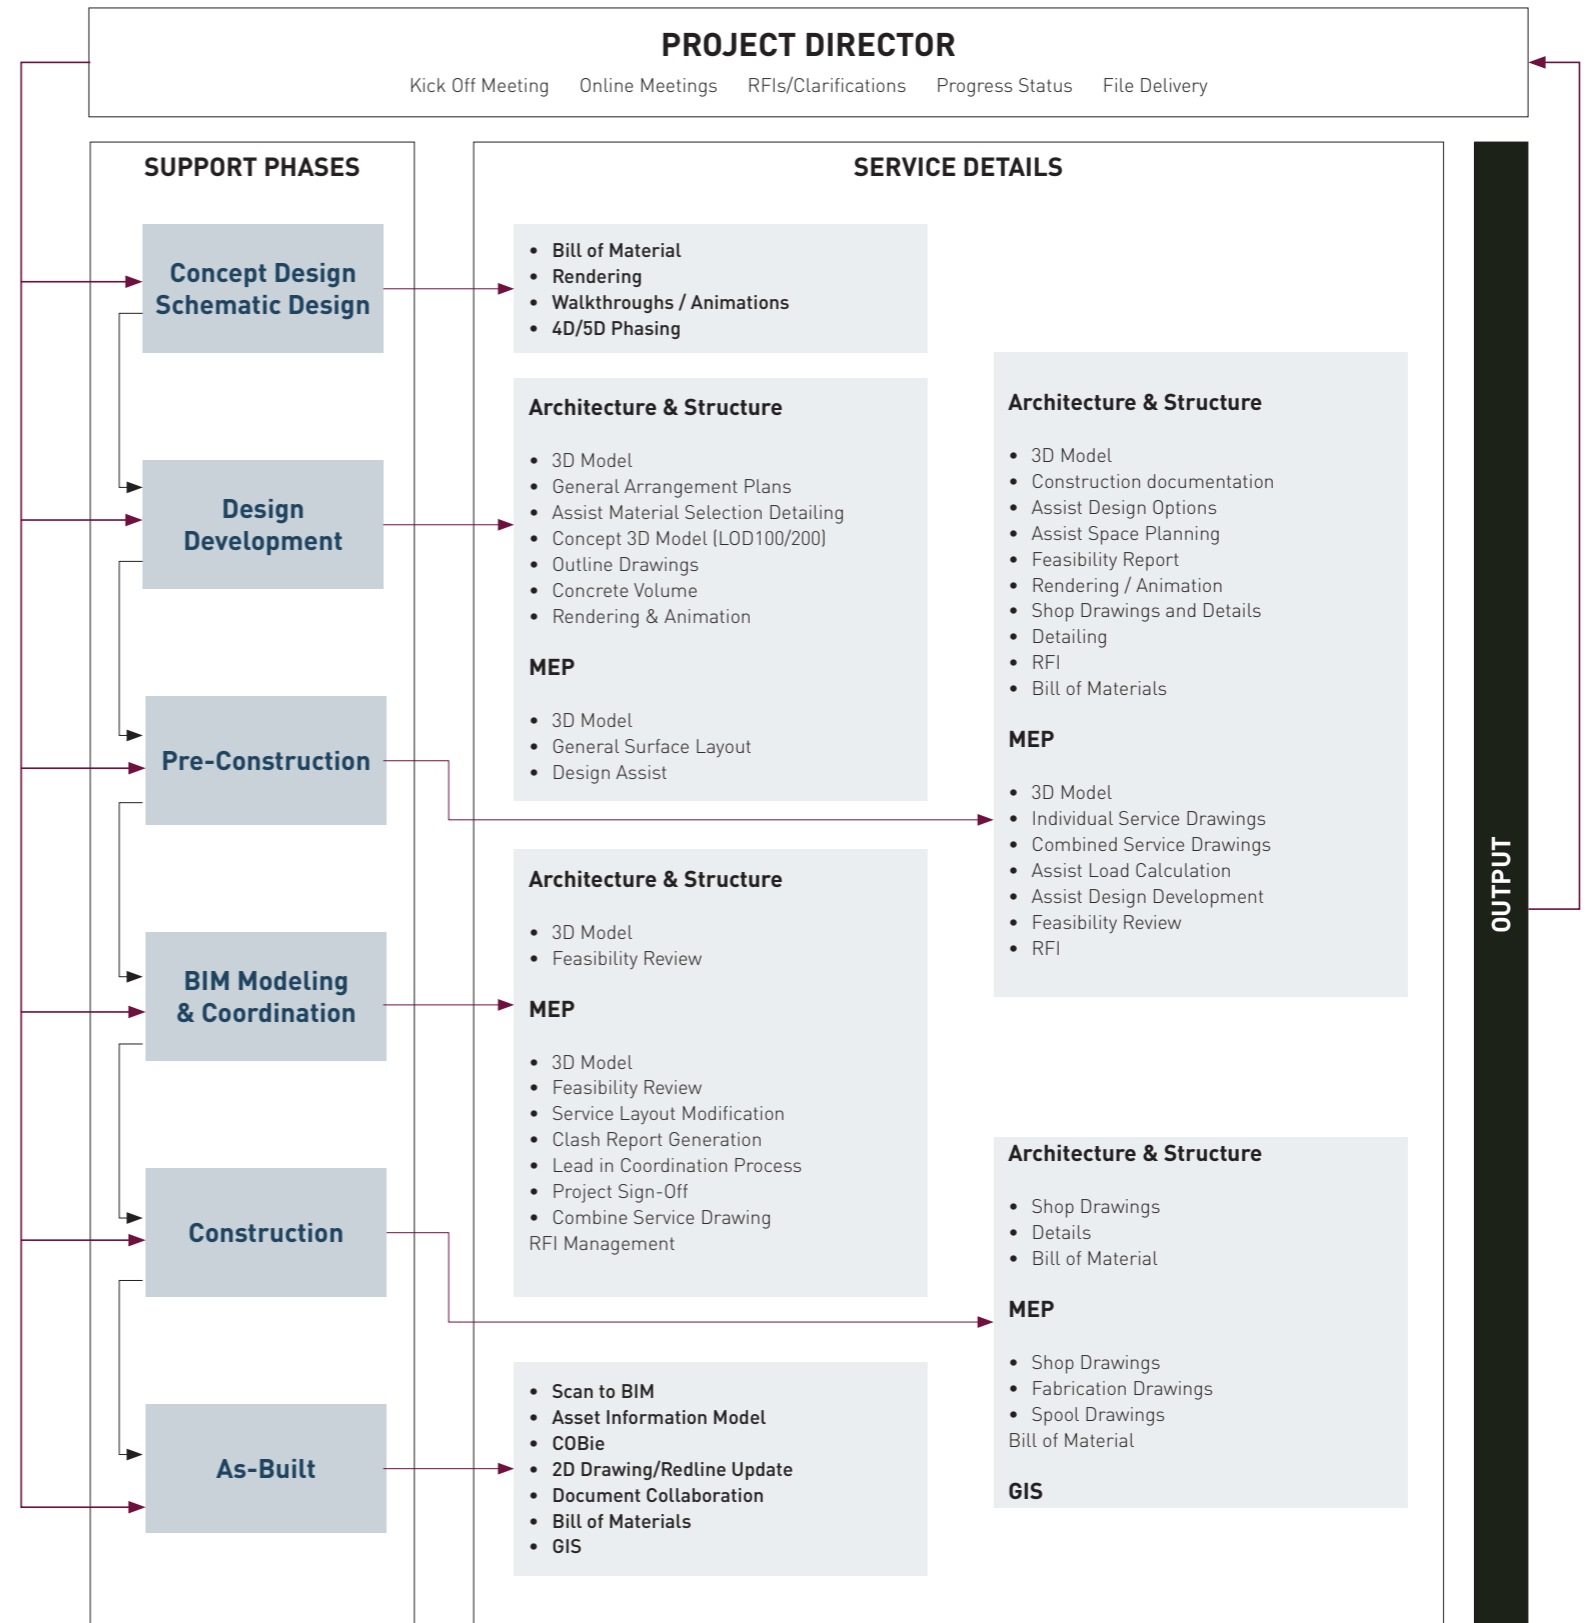 PROJECT DIRECTOR
Kick Off Meeting Online Meetings RFIs/Clarifications Progress Status File Delivery
SUPPORT PHASES
Concept Design
Schematic Design
Design
Development
Pre-Construction
BIM Modeling
& Coordination
Construction
As-Built
SERVICE DETAILS
• Bill of Material
• Rendering
• Walkthroughs / Animations
• 4D/5D Phasing
Architecture & Structure
• 3D Model
• General Arrangement Plans
• Assist Material Selection Detailing
• Concept 3D Model (LOD100/200)
• Outline Drawings
• Concrete Volume
• Rendering & Animation
MEP
• 3D Model
• General Surface Layout
• Design Assist
Architecture & Structure
• 3D Model
• Construction documentation
• Assist Design Options
• Assist Space Planning
• Feasibility Report
• Rendering / Animation
• Shop Drawings and Details
• Detailing
• RFI
• Bill of Materials
MEP
• 3D Model
• Individual Service Drawings
• Combined Service Drawings
• Assist Load Calculation
• Assist Design Development
• Feasibility Review
• RFI
Architecture & Structure
• 3D Model
• Feasibility Review
MEP
• 3D Model
• Feasibility Review
• Service Layout Modification
• Clash Report Generation
• Lead in Coordination Process
• Project Sign-Off
• Combine Service Drawing
RFI Management
Architecture & Structure
• Shop Drawings
• Details
• Bill of Material
MEP
• Shop Drawings
• Fabrication Drawings
• Spool Drawings
Bill of Material
GIS
• Scan to BIM
• Asset Information Model
• COBie
• 2D Drawing/Redline Update
• Document Collaboration
• Bill of Materials
• GIS
OUTPUT